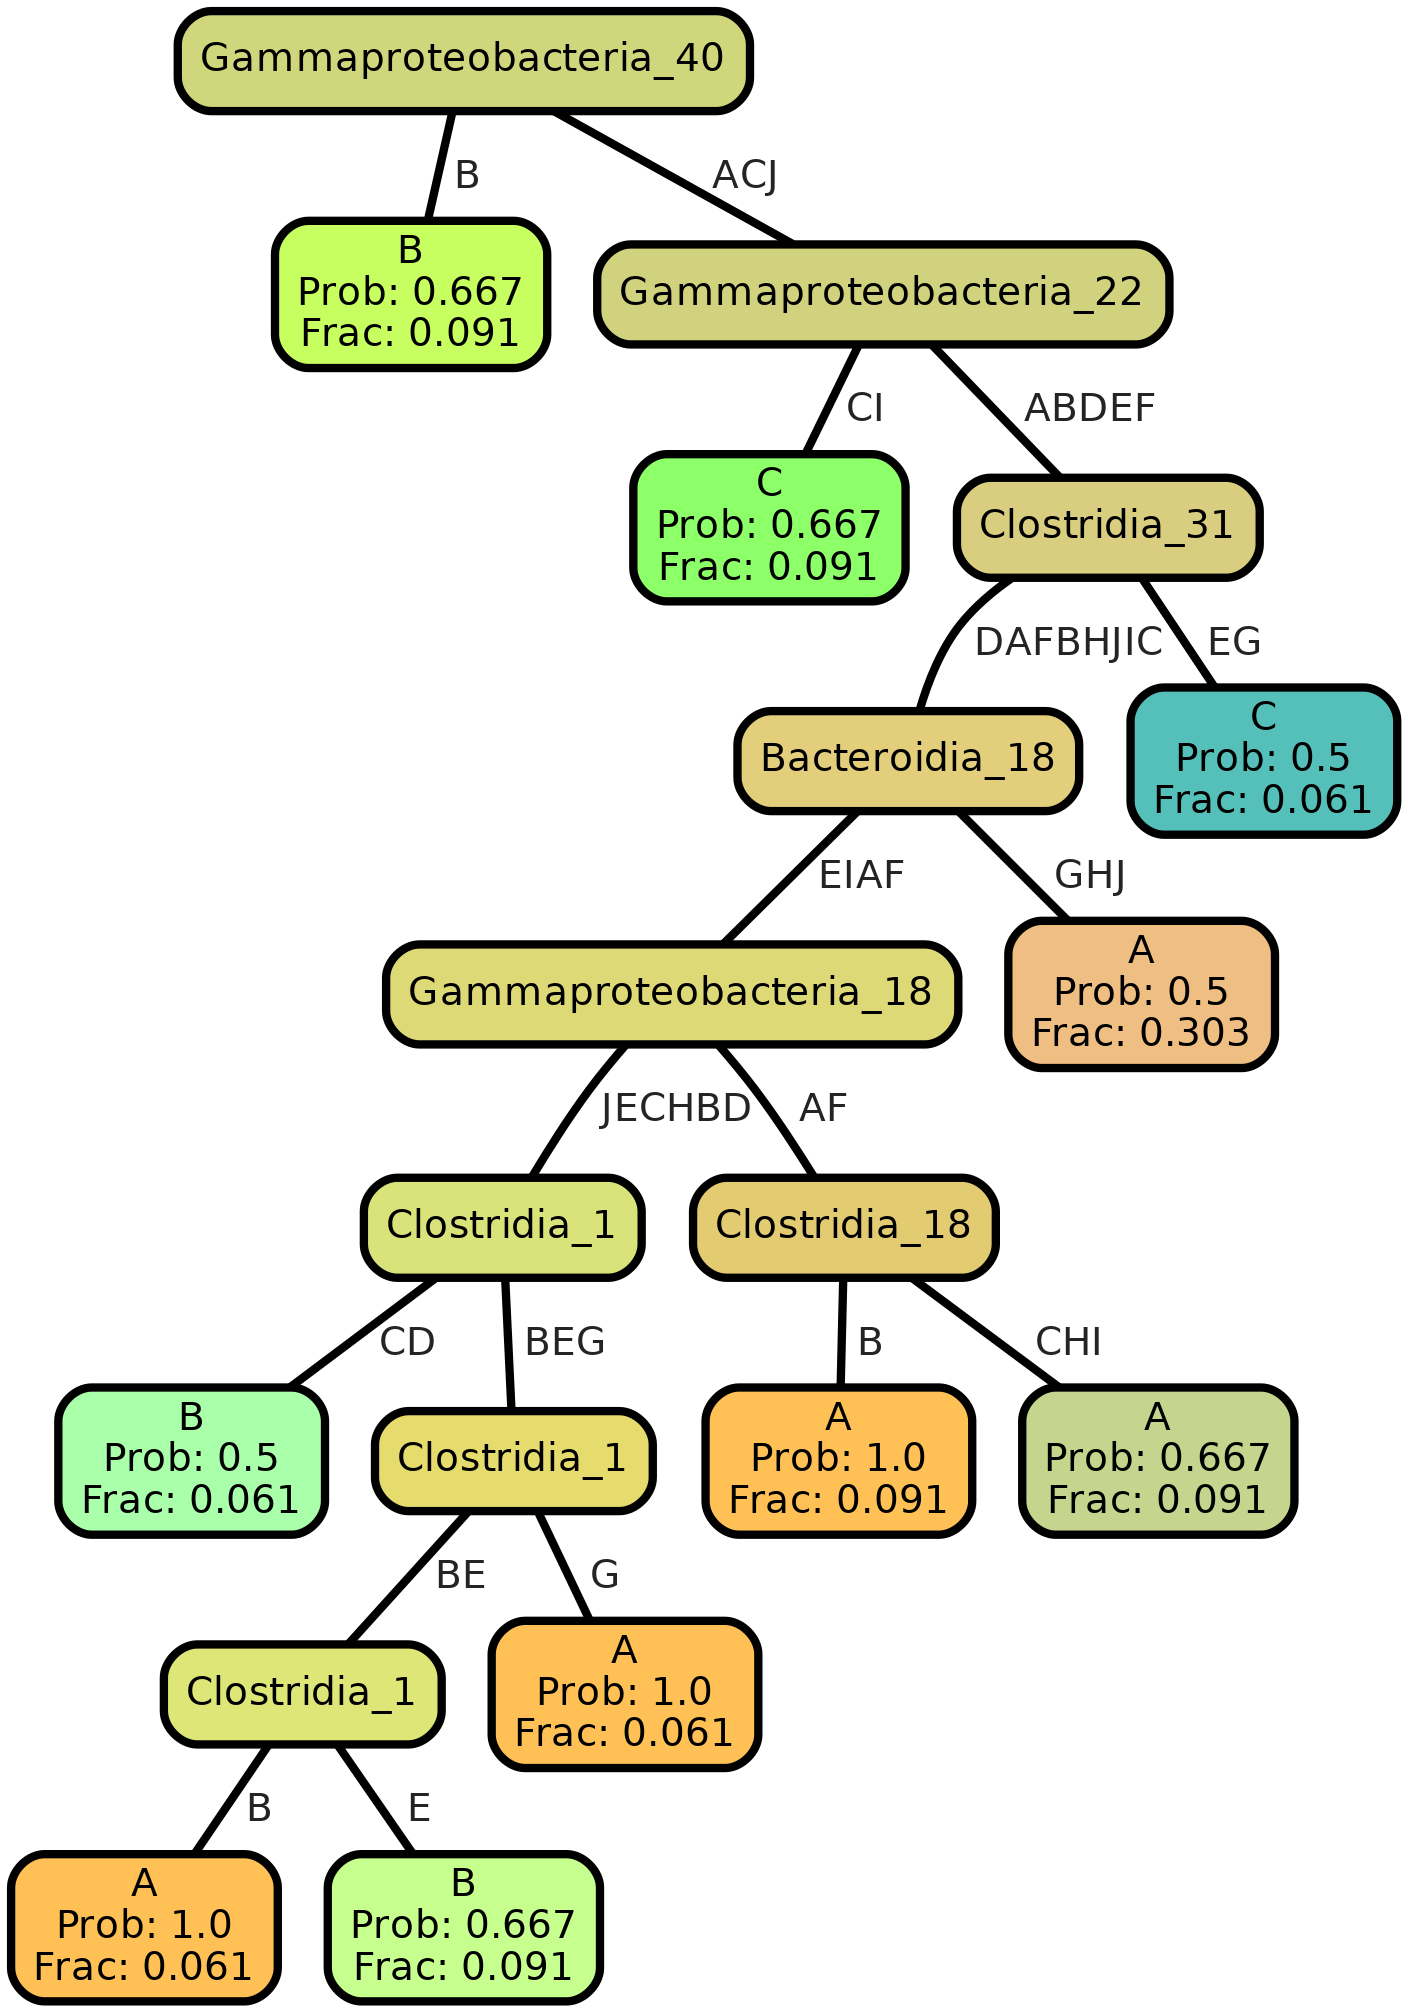 Gammaproteobacteria_40
B
ACJ
B
Prob: 0.667
Frac: 0.091
Gammaproteobacteria_22
CI
ABDEF
C
Prob: 0.667
Frac: 0.091
Clostridia_31
DAFBHJIC
EG
Bacteroidia_18
C
Prob: 0.5
Frac: 0.061
EIAF
GHJ
Gammaproteobacteria_18
A
Prob: 0.5
Frac: 0.303
JECHBD
AF
Clostridia_1
Clostridia_18
CD
BEG
B
CHI
B
Prob: 0.5
Frac: 0.061
Clostridia_1
A
Prob: 1.0
Frac: 0.091
A
Prob: 0.667
Frac: 0.091
BE
G
Clostridia_1
A
Prob: 1.0
Frac: 0.061
B
E
A
Prob: 1.0
Frac: 0.061
B
Prob: 0.667
Frac: 0.091